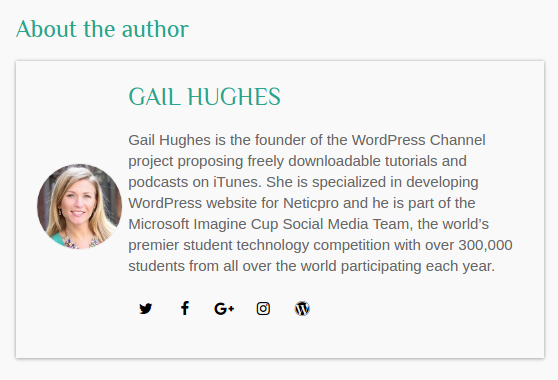 About the author
GAIL HUGHES
Gail Hughes is the founder of the WordPress Channel
project proposing freely downloadable tutorials and
podcasts on iTunes. She is specialized in developing
WordPress website for Neticpro and he is part of the
Microsoft Imagine Cup Social Media Team, the world's
premier student technology competition with over 300,000
students from all over the world participating each year.